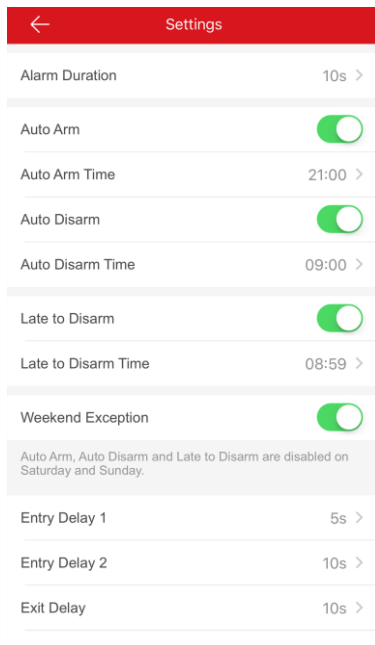 Settings
Alarm Duration 10s
Auto Arm
Auto Arm Time 21:00
Auto Disarm
Auto Disarm Time 09:00
Late to Disarm
Late to Disarm Time 08:59
Weekend Exception
Auto Arm, Auto Disarm and Late to Disarm are disabled on
Saturday and Sunday.
Entry Delay 1 5s
Entry Delay 2 10s
Exit Delay 10s